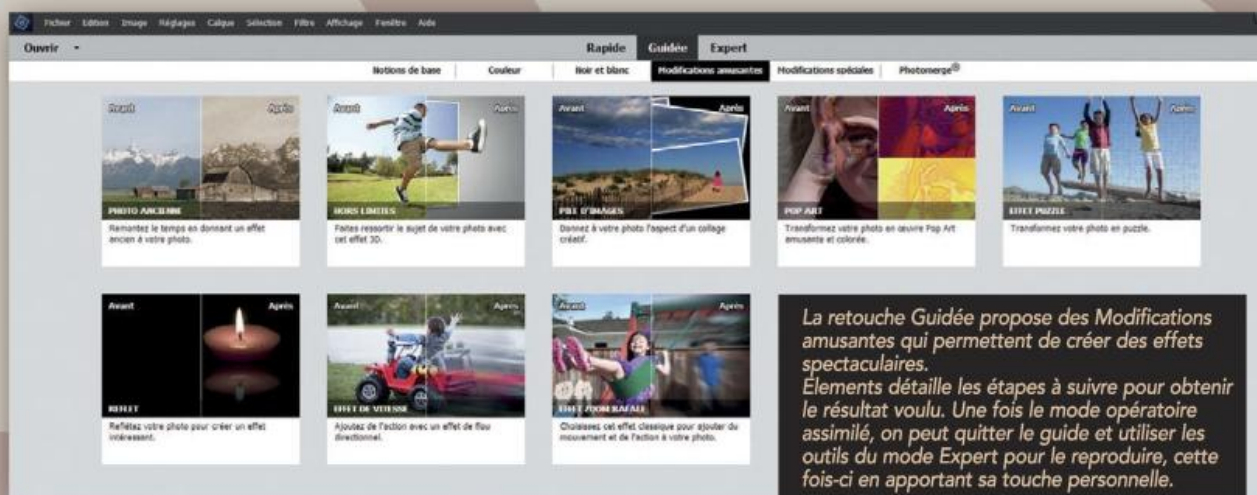 Fichier Edition Image Réglages Calque Sélection Filtre Affichage Fenêtre Aide
Ouvrir
Rapide Guidée Expert
Notions de base Couleur Noir et blanc Modifications amusantes Modifications spéciales Photomerge®
Avant Après
PHOTO ANCIENNE
Remontez le temps en donnant un effet
ancien à votre photo.
Avant Après
HORS LIMITES
Faites ressortir le sujet de votre photo avec
cet effet 3D.
Avant Après
PILE D'IMAGES
Donnez à votre photo l'aspect d'un collage
créatif.
Avant Après
POP ART
Transformez votre photo en œuvre Pop Art
amusante et colorée.
Avant Après
EFFET PUZZLE
Transformez votre photo en puzzle.
Avant Après
REFLET
Reflétez votre photo pour créer un effet
intéressant.
Avant Après
EFFET DE VITESSE
Ajoutez de l'action avec un effet de flou
directionnel.
Avant Après
EFFET ZOOM RAFALE
Choisissez cet effet classique pour ajouter du
mouvement et de l'action à votre photo.
La retouche Guidée propose des Modifications
amusantes qui permettent de créer des effets
spectaculaires.
Elements détaille les étapes à suivre pour obtenir
le résultat voulu. Une fois le mode opératoire
assimilé, on peut quitter le guide et utiliser les
outils du mode Expert pour le reproduire, cette
fois-ci en apportant sa touche personnelle.